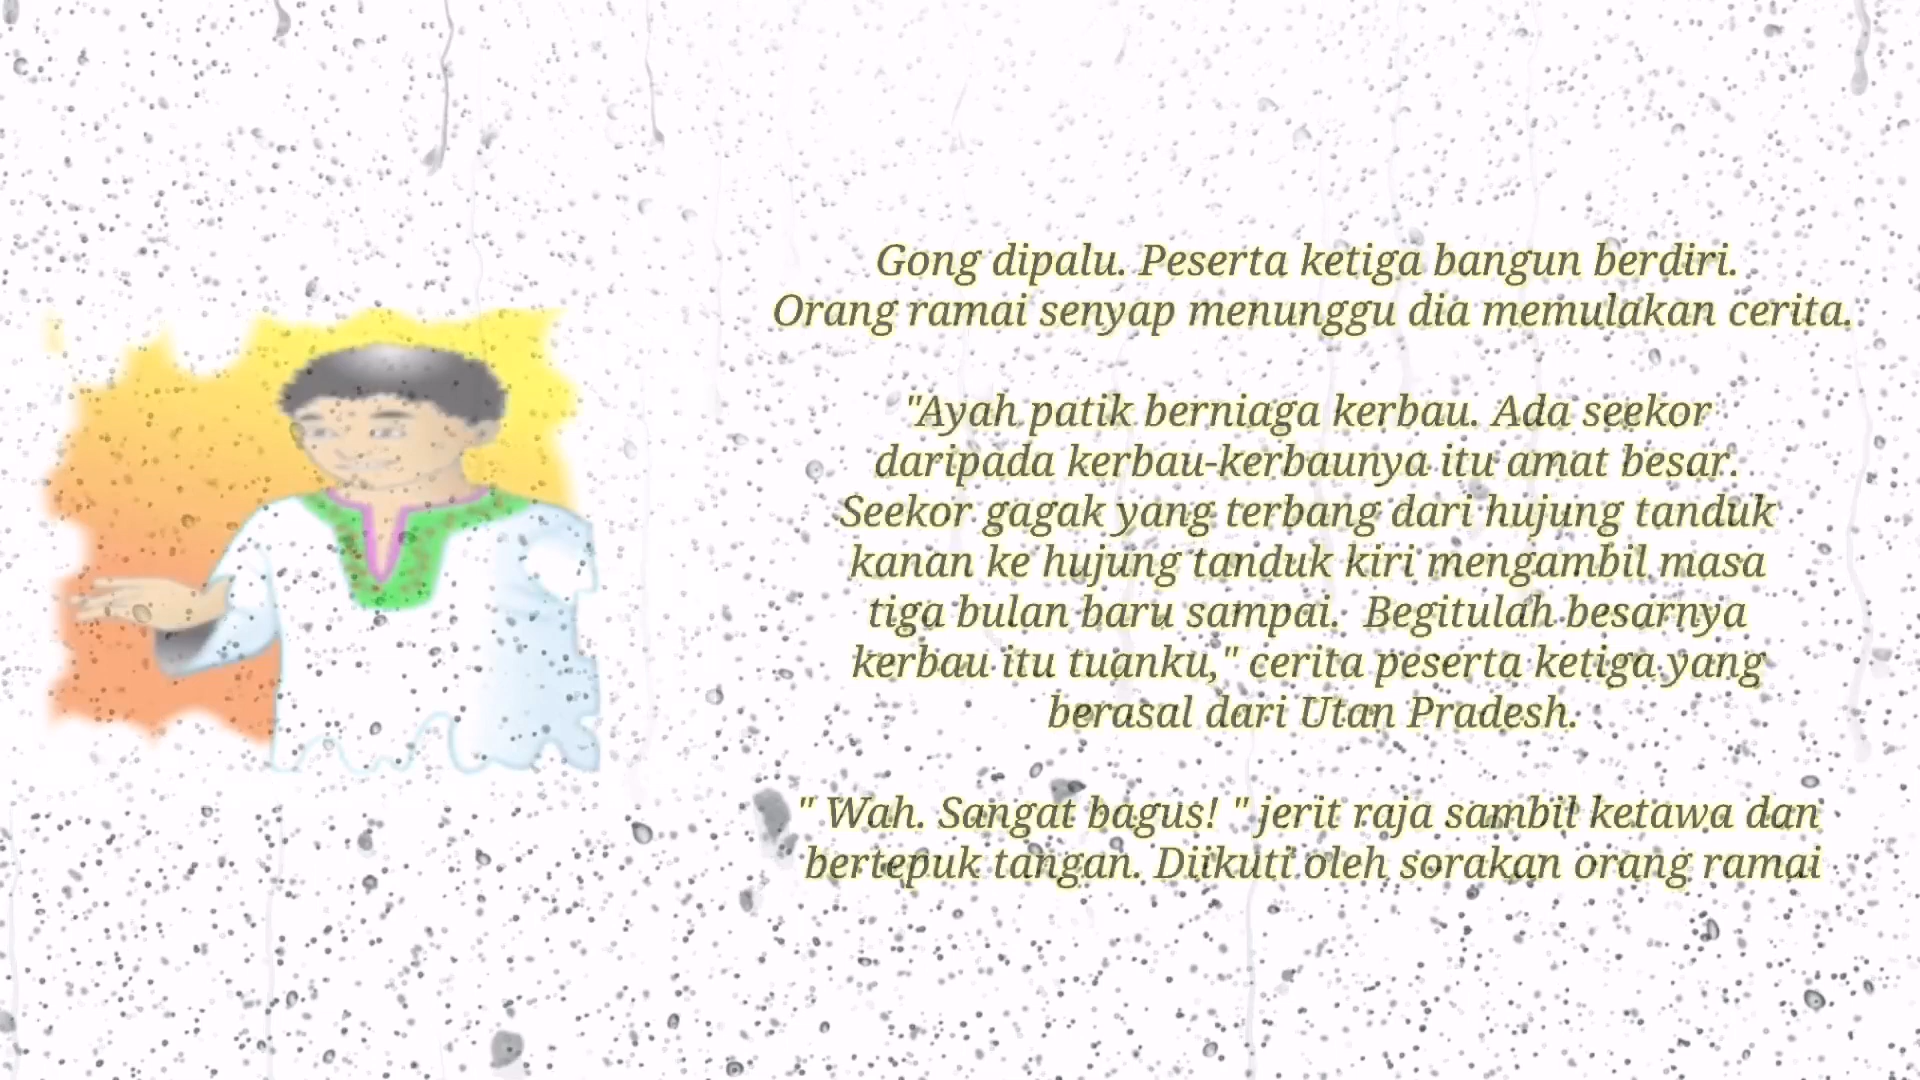 Gong dipalu. Peserta ketiga bangun berdiri.
Orang ramai senyap menunggu dia memulakan cerita.
"Ayah patik berniaga kerbau. Ada seekor
daripada kerbau-kerbaunya itu amat besar.
Seekor gagak yang terbang dari hujung tanduk
kanan ke hujung tanduk kiri mengambil masa
tiga bulan baru sampai.  Begitulah besarnya
kerbau itu tuanku," cerita peserta ketiga yang
berasal dari Utan Pradesh.
" Wah. Sangat bagus! " jerit raja sambil ketawa dan
bertepuk tangan. Diikuti oleh sorakan orang ramai